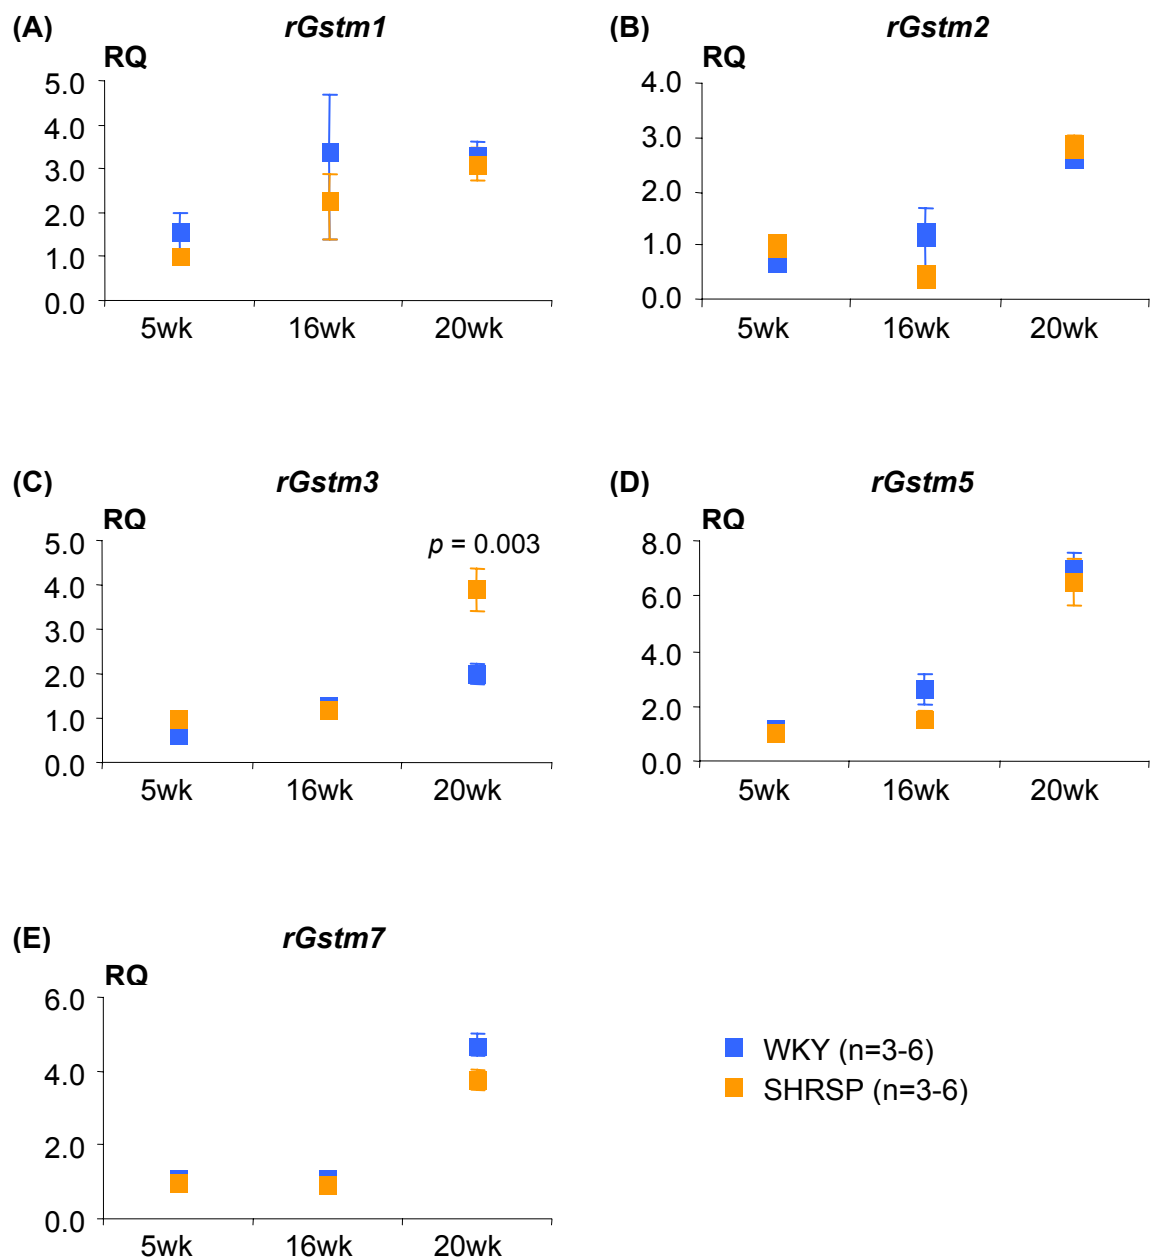 (A) rGstm1
RQ
5.0
4.0
3.0
2.0
1.0
0.0
5wk 16wk 20wk
(B) rGstm2
RQ
4.0
3.0
2.0
1.0
0.0
5wk 16wk 20wk
(C) rGstm3
RQ
p = 0.003
5.0
4.0
3.0
2.0
1.0
0.0
5wk 16wk 20wk
(D) rGstm5
RQ
8.0
6.0
4.0
2.0
0.0
5wk 16wk 20wk
(E) rGstm7
RQ
6.0
4.0
2.0
0.0
5wk 16wk 20wk
WKY (n=3-6)
SHRSP (n=3-6)